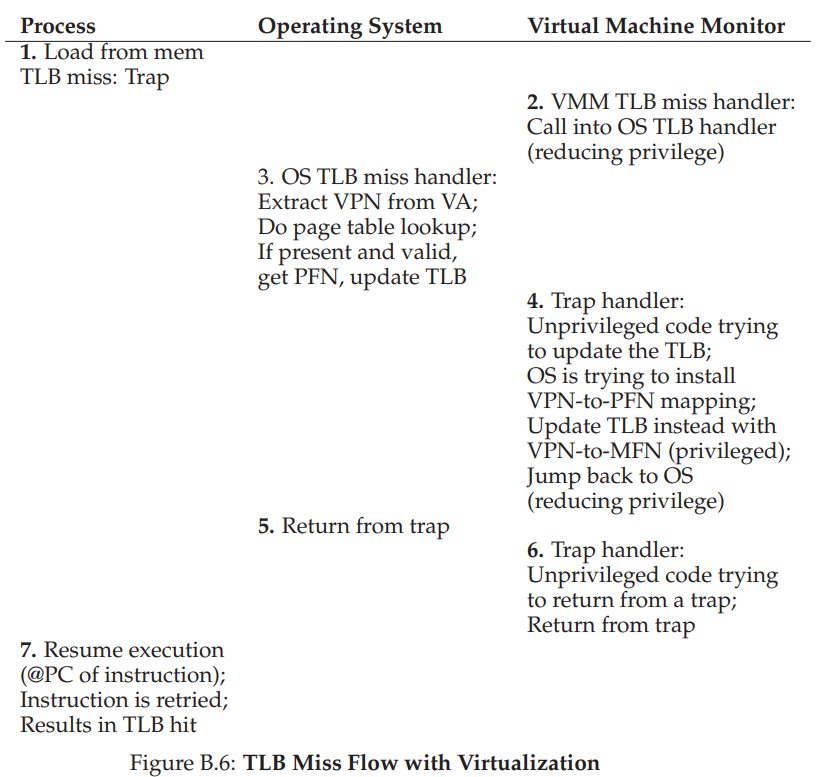 Process Operating System Virtual Machine Monitor
1. Load from mem
TLB miss: Trap
2. VMM TLB miss handler:
Call into OS TLB handler
(reducing privilege)
3. OS TLB miss handler:
Extract VPN from VA;
Do page table lookup;
If present and valid,
get PFN, update TLB
4. Trap handler:
Unprivileged code trying
to update the TLB;
OS is trying to install
VPN-to-PFN mapping;
Update TLB instead with
VPN-to-MFN (privileged);
Jump back to OS
(reducing privilege)
5. Return from trap
6. Trap handler:
Unprivileged code trying
to return from a trap;
Return from trap
7. Resume execution
(@PC of instruction);
Instruction is retried;
Results in TLB hit
Figure B.6: TLB Miss Flow with Virtualization